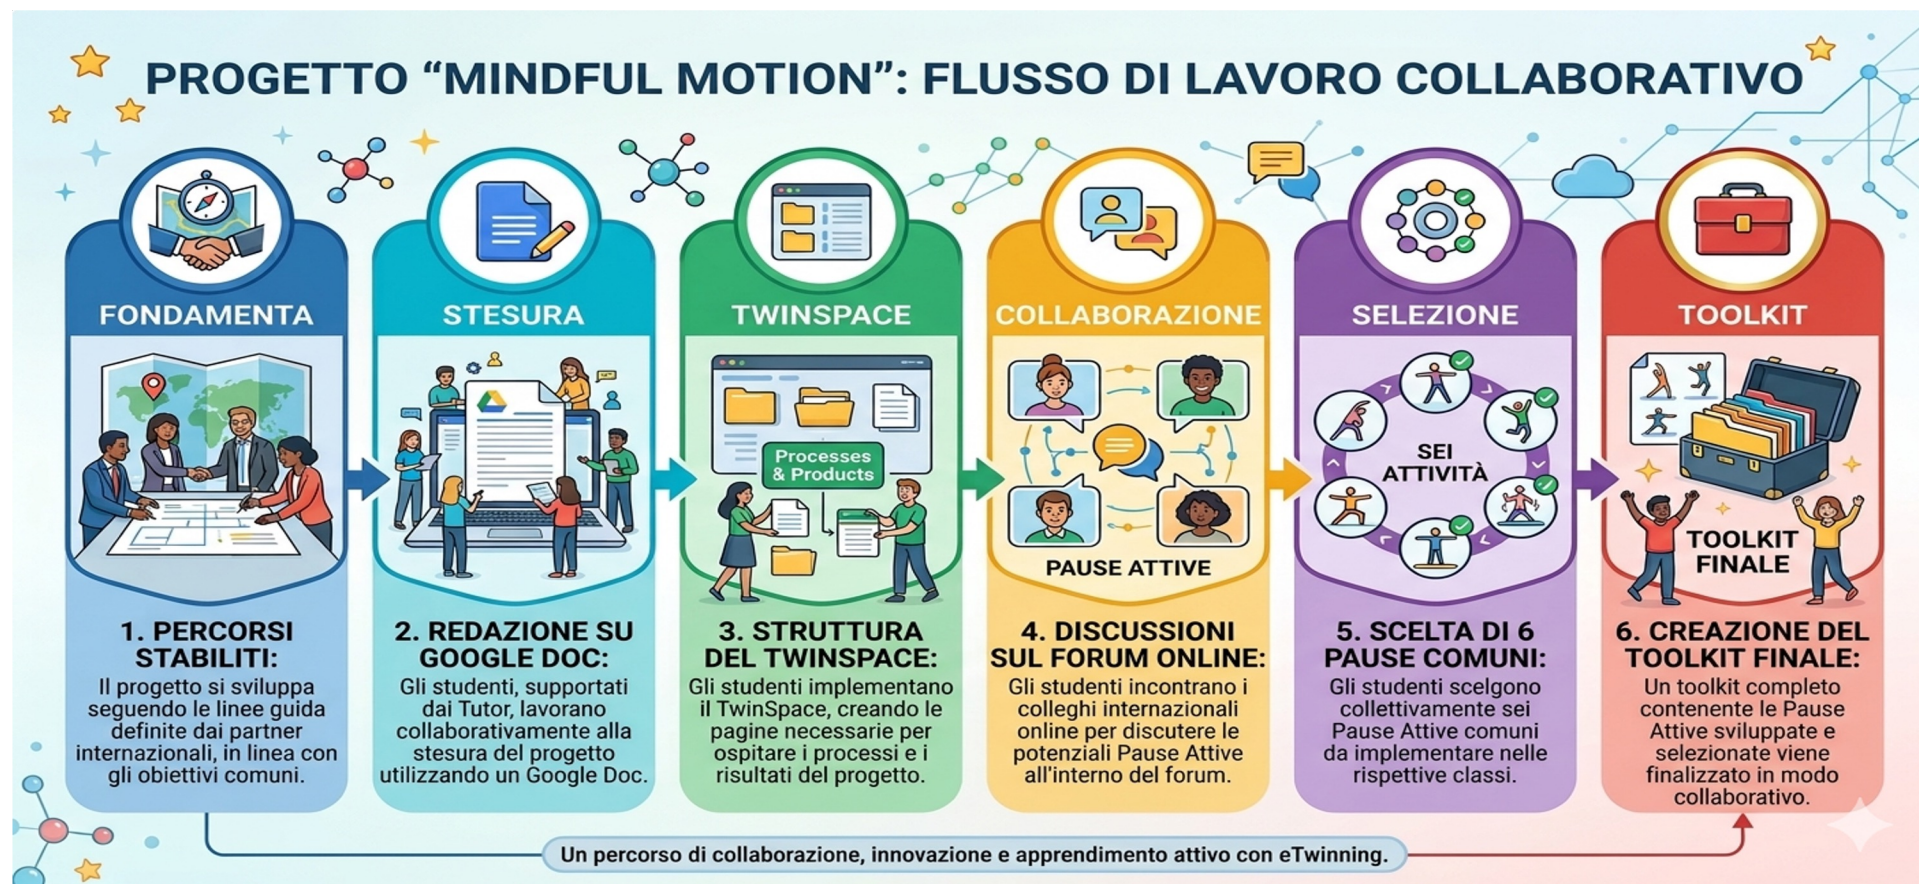 PROGETTO “MINDFUL MOTION”: FLUSSO DI LAVORO COLLABORATIVO
FONDAMENTA
1. PERCORSI
STABILITI:
Il progetto si sviluppa
seguendo le linee guida
definite dai partner
internazionali, in linea con
gli obiettivi comuni.
STESURA
2. REDAZIONE SU
GOOGLE DOC:
Gli studenti, supportati
dai Tutor, lavorano
collaborativamente alla
stesura del progetto
utilizzando un Google Doc.
TWINSPACE
Processes
& Products
3. STRUTTURA
DEL TWINSPACE:
Gli studenti implementano
il TwinSpace, creando le
pagine necessarie per
ospitare i processi e i
risultati del progetto.
COLLABORAZIONE
PAUSE ATTIVE
4. DISCUSSIONI
SUL FORUM ONLINE:
Gli studenti incontrano i
colleghi internazionali
online per discutere le
potenziali Pause Attive
all'interno del forum.
SELEZIONE
SEI
ATTIVITÀ
5. SCELTA DI 6
PAUSE COMUNI:
Gli studenti scelgono
collettivamente sei
Pause Attive comuni
da implementare nelle
rispettive classi.
TOOLKIT
TOOLKIT
FINALE
6. CREAZIONE DEL
TOOLKIT FINALE:
Un toolkit completo
contenente le Pause
Attive sviluppate e
selezionate viene
finalizzato in modo
collaborativo.
Un percorso di collaborazione, innovazione e apprendimento attivo con eTwinning.